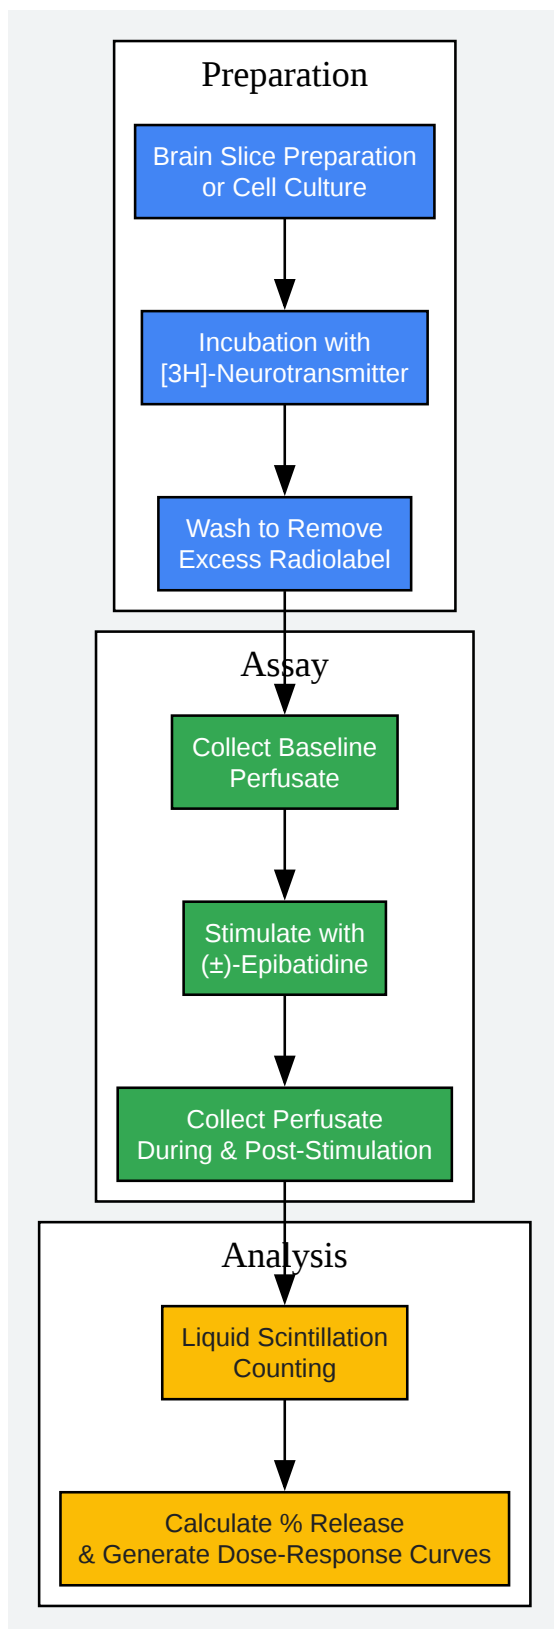 Preparation
Brain Slice Preparation
or Cell Culture
Incubation with
[3H]-Neurotransmitter
Wash to Remove
Excess Radiolabel
Assay
Collect Baseline
Perfusate
Stimulate with
(±)-Epibatidine
Collect Perfusate
During & Post-Stimulation
Analysis
Liquid Scintillation
Counting
Calculate % Release
& Generate Dose-Response Curves